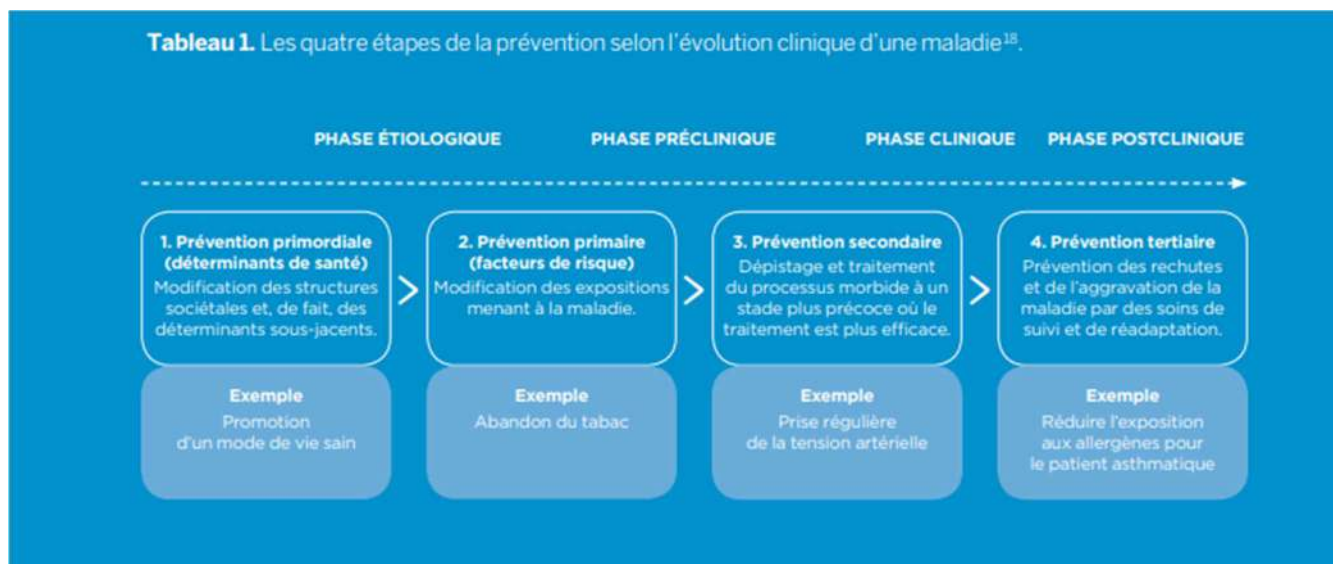 Tableau 1. Les quatre étapes de la prévention selon l'évolution clinique d'une maladie¹⁸.
PHASE ÉTIOLOGIQUE
PHASE PRÉCLINIQUE
PHASE CLINIQUE
PHASE POSTCLINIQUE
1. Prévention primordiale
(déterminants de santé)
Modification des structures
sociétales et, de fait, des
déterminants sous-jacents.
Exemple
Promotion
d'un mode de vie sain
2. Prévention primaire
(facteurs de risque)
Modification des expositions
menant à la maladie.
Exemple
Abandon du tabac
3. Prévention secondaire
Dépistage et traitement
du processus morbide à un
stade plus précoce où le
traitement est plus efficace.
Exemple
Prise régulière
de la tension artérielle
4. Prévention tertiaire
Prévention des rechutes
et de l'aggravation de la
maladie par des soins de
suivi et de réadaptation.
Exemple
Réduire l'exposition
aux allergènes pour
le patient asthmatique